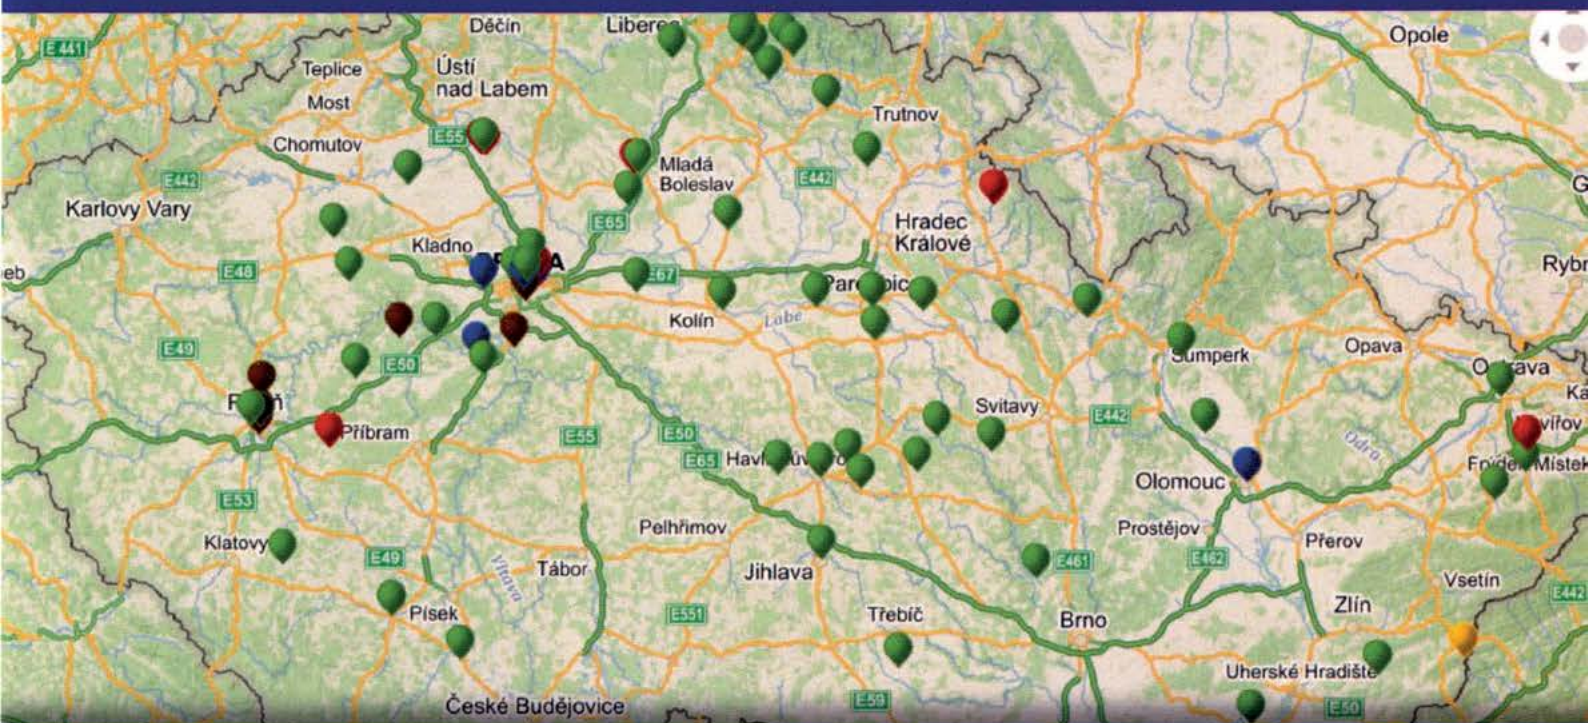 Děčín
Opole
E 441
Teplice
Ústí
nad Labem
Most
Trutnov
E55
Chomutov
Mladá
Boleslav
E442
E442
Karlovy Vary
E65
Hradec
Králové
Kladno
E48
E67
Kolín
Labe
E49
E50
Šumperk
Opava
Svitavy
E442
Příbram
E55
E50
E65
Odra
Olomouc
E53
Klatovy
Pelhřimov
Prostějov
Přerov
E49
Vltava
Tábor
Jihlava
E461
E462
Vsetín
E442
Písek
E551
Třebíč
Brno
Zlín
Uherské Hradiště
České Budějovice
E59
E50